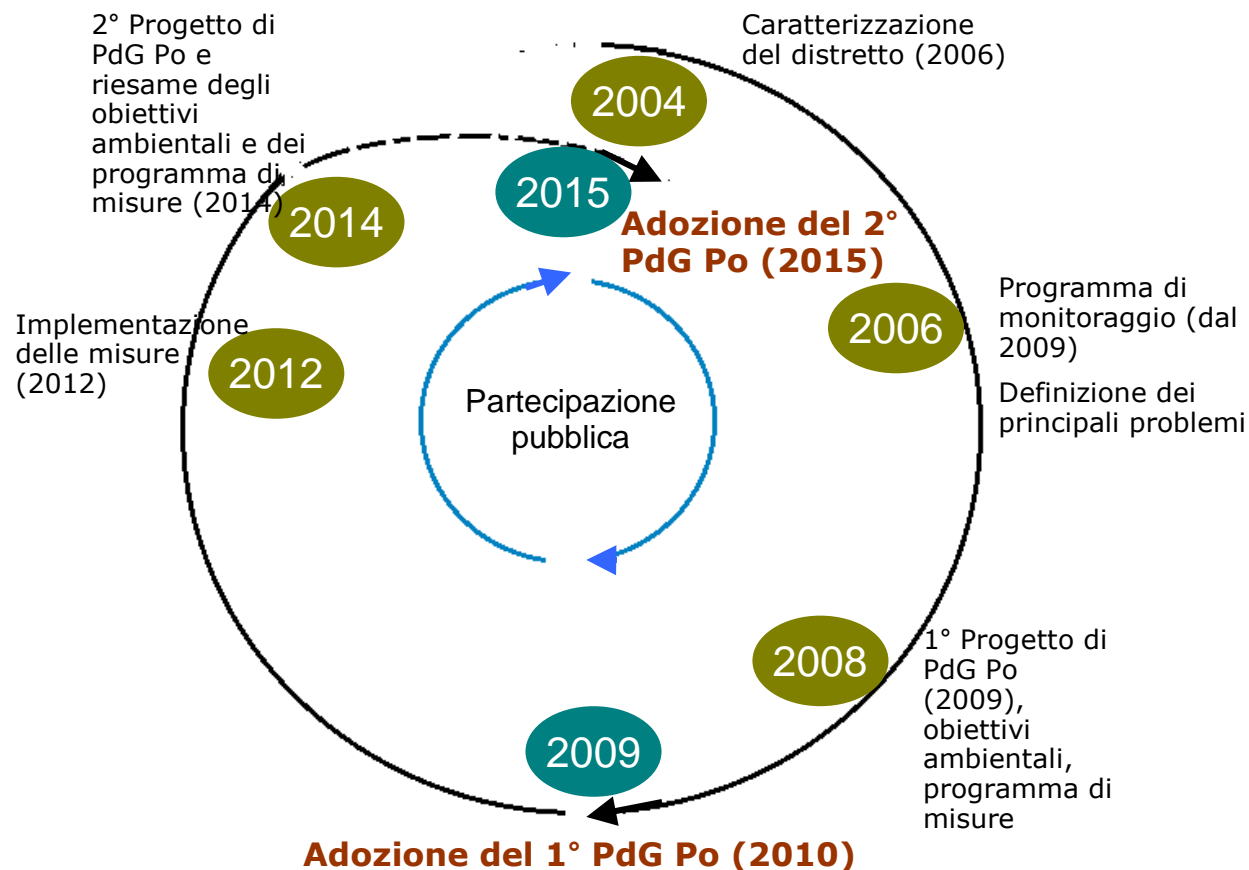 2° Progetto di
PdG Po e
riesame degli
obiettivi
ambientali e dei
programma di
misure (2014)
Caratterizzazione
del distretto (2006)
2004
2015
2014
Adozione del 2°
PdG Po (2015)
2006
Programma di
monitoraggio (dal
2009)
Definizione dei
principali problemi
Implementazione
delle misure
(2012)
2012
Partecipazione
pubblica
2008
1° Progetto di
PdG Po
(2009),
obiettivi
ambientali,
programma di
misure
2009
Adozione del 1° PdG Po (2010)